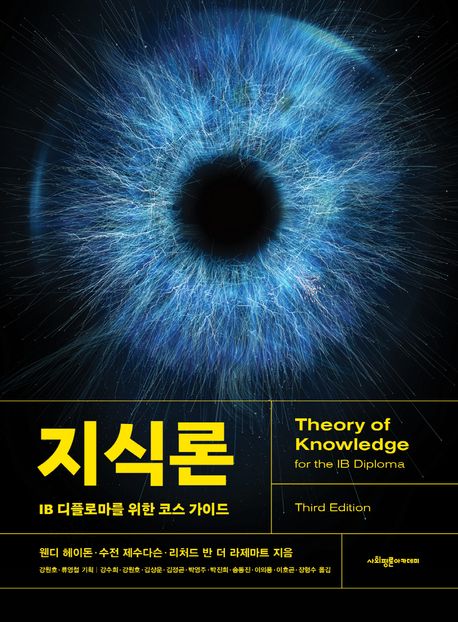 지식론
IB 디플로마를 위한 코스 가이드
Theory of
Knowledge
for the IB Diploma
Third Edition
웬디 헤이든·수전 제수다슨·리처드 반 더 라제마트 지음
강원호·류영철 기획 | 강수희·강원호·김상운·김정곤·박영주·박진희·송동진·이의용·이호곤·장형수 옮김
사회평론아카데미